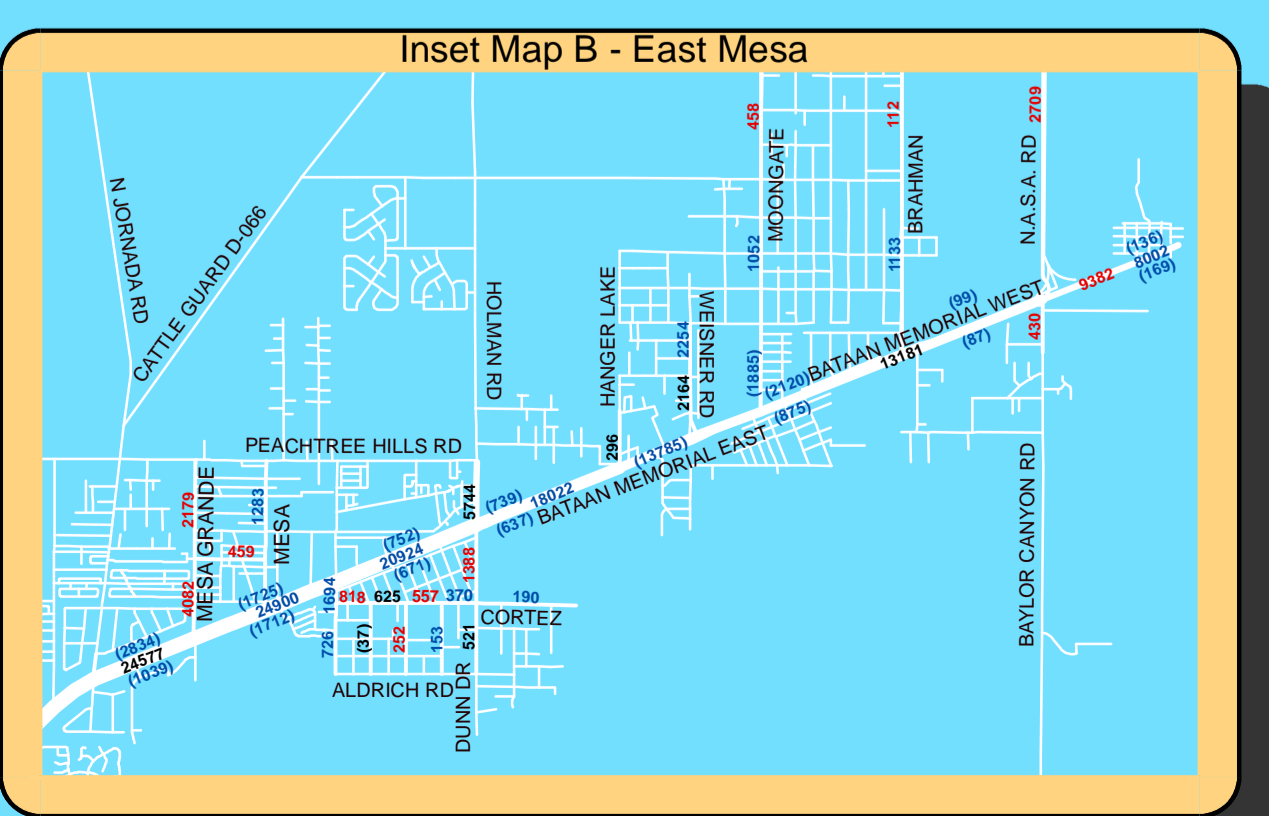 Inset Map B - East Mesa
458
112
2709
MOONGATE
BRAHMAN
N.A.S.A. RD
N JORNADA RD
CATTLE GUARD D-066
1052
1133
(136)
8002
(169)
9382
HOLMAN RD
HANGER LAKE
WEISNER RD
2254
2164
(99)
BATAAN MEMORIAL WEST
(87)
13181
430
(1885)
(2120)
(875)
PEACHTREE HILLS RD
296
(13785)
BATAAN MEMORIAL EAST
BAYLOR CANYON RD
2179
MESA GRANDE
1283
MESA
459
5744
(739)
18022
(637)
(752)
20924
(671)
1388
4082
(1725)
24900
(1712)
1694
818
625
557
370
190
CORTEZ
(2834)
24577
(1039)
726
(37)
252
153
521
ALDRICH RD
DUNN DR